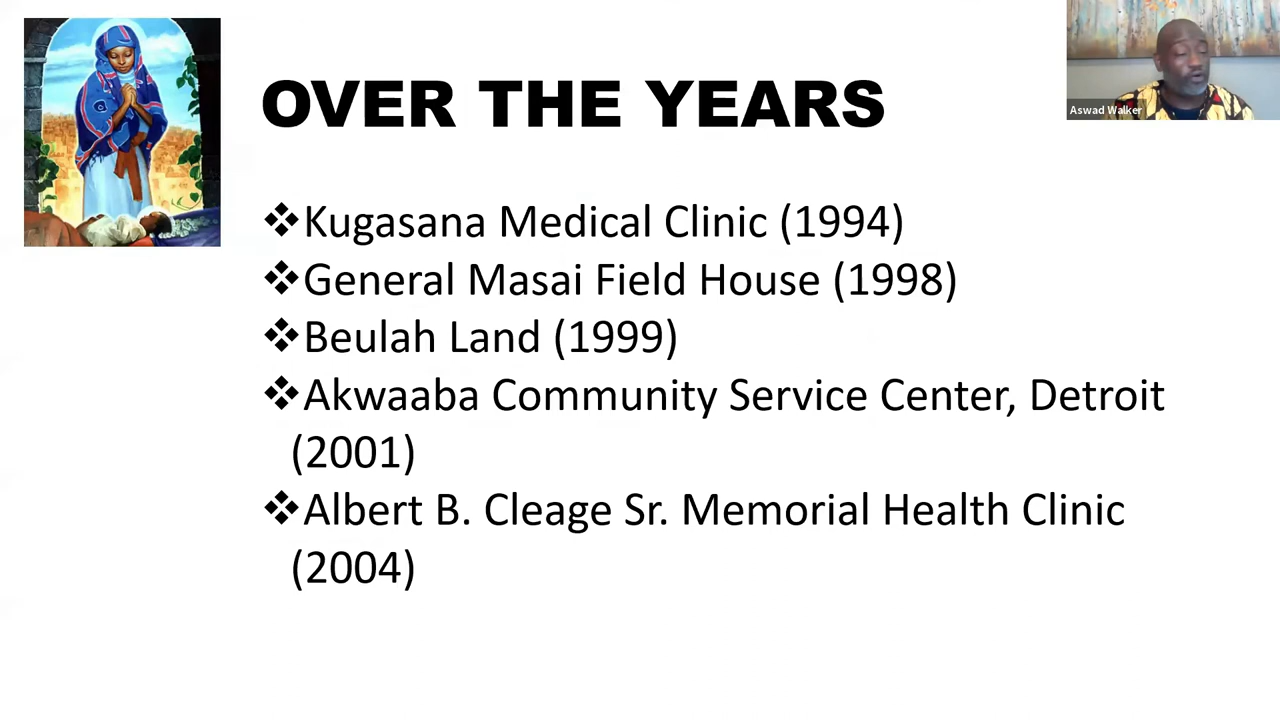 OVER THE YEARS
Aswad Walker
❖Kugasana Medical Clinic (1994)
❖General Masai Field House (1998)
❖Beulah Land (1999)
❖Akwaaba Community Service Center, Detroit
(2001)
❖Albert B. Cleage Sr. Memorial Health Clinic
(2004)